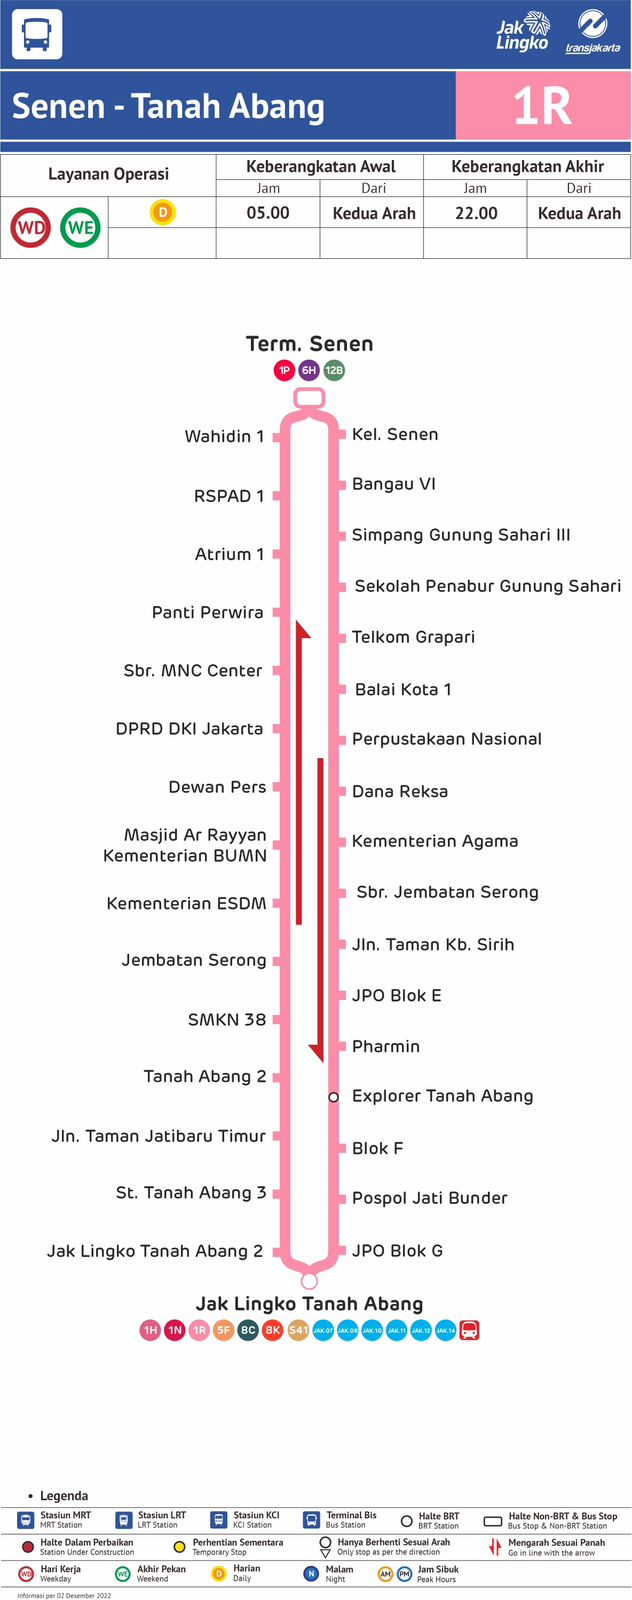 Jak
Lingko
transjakarta
Senen - Tanah Abang
1R
Layanan Operasi
Keberangkatan Awal
Keberangkatan Akhir
Jam
Dari
Jam
Dari
WD
WE
D
05.00
Kedua Arah
22.00
Kedua Arah
Term. Senen
1P 6H 12B
Wahidin 1
RSPAD 1
Atrium 1
Panti Perwira
Sbr. MNC Center
DPRD DKI Jakarta
Dewan Pers
Masjid Ar Rayyan
Kementerian BUMN
Kementerian ESDM
Jembatan Serong
SMKN 38
Tanah Abang 2
Jln. Taman Jatibaru Timur
St. Tanah Abang 3
Jak Lingko Tanah Abang 2
Kel. Senen
Bangau VI
Simpang Gunung Sahari III
Sekolah Penabur Gunung Sahari
Telkom Grapari
Balai Kota 1
Perpustakaan Nasional
Dana Reksa
Kementerian Agama
Sbr. Jembatan Serong
Jln. Taman Kb. Sirih
JPO Blok E
Pharmin
Explorer Tanah Abang
Blok F
Pospol Jati Bunder
JPO Blok G
Jak Lingko Tanah Abang
1H 1N 1R 5F 8C 8K S41 JAK.07 JAK.08 JAK.10 JAK.11 JAK.12 JAK.14
• Legenda
Stasiun MRT
MRT Station
Stasiun LRT
LRT Station
Stasiun KCI
KCI Station
Terminal Bis
Bus Station
Halte BRT
BRT Station
Halte Non-BRT & Bus Stop
Bus Stop & Non-BRT Station
Halte Dalam Perbaikan
Station Under Construction
Perhentian Sementara
Temporary Stop
Hanya Berhenti Sesuai Arah
Only stop as per the direction
Mengarah Sesuai Panah
Go in line with the arrow
WD
Hari Kerja
Weekday
WE
Akhir Pekan
Weekend
D
Harian
Daily
N
Malam
Night
AM PM
Jam Sibuk
Peak Hours
Informasi per 02 Desember 2022